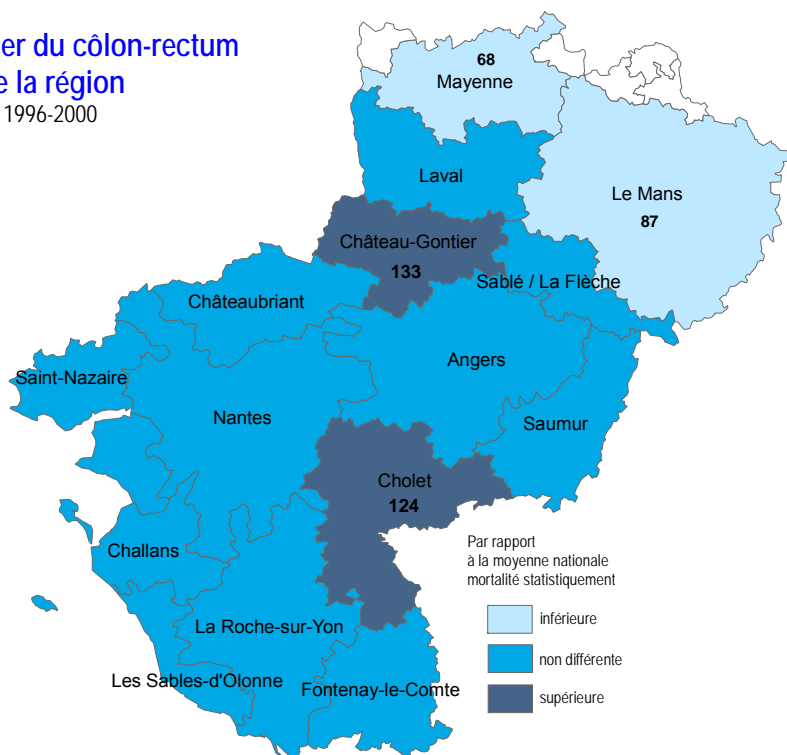 er du côlon-rectum
e la région
1996-2000
68
Mayenne
Laval
Le Mans
87
Château-Gontier
133
Sablé / La Flèche
Châteaubriant
Angers
Saint-Nazaire
Nantes
Saumur
Cholet
124
Challans
La Roche-sur-Yon
Les Sables-d'Olonne
Fontenay-le-Comte
Par rapport
à la moyenne nationale
mortalité statistiquement
inférieure
non différente
supérieure